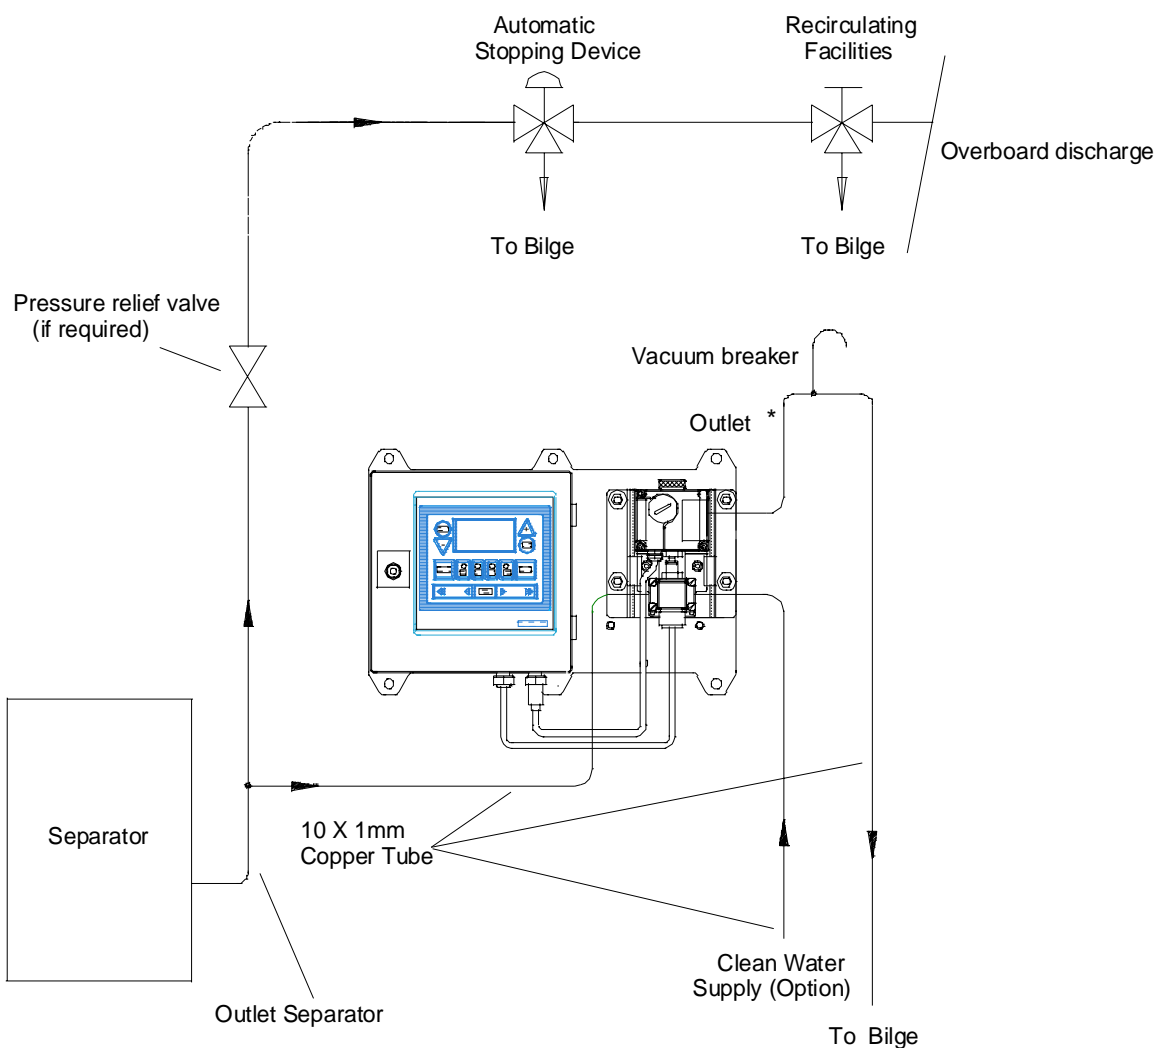 Automatic
Stopping Device
Recirculating
Facilities
Overboard discharge
To Bilge
To Bilge
Pressure relief valve
(if required)
Vacuum breaker
Outlet *
Separator
10 X 1mm
Copper Tube
Clean Water
Supply (Option)
Outlet Separator
To Bilge